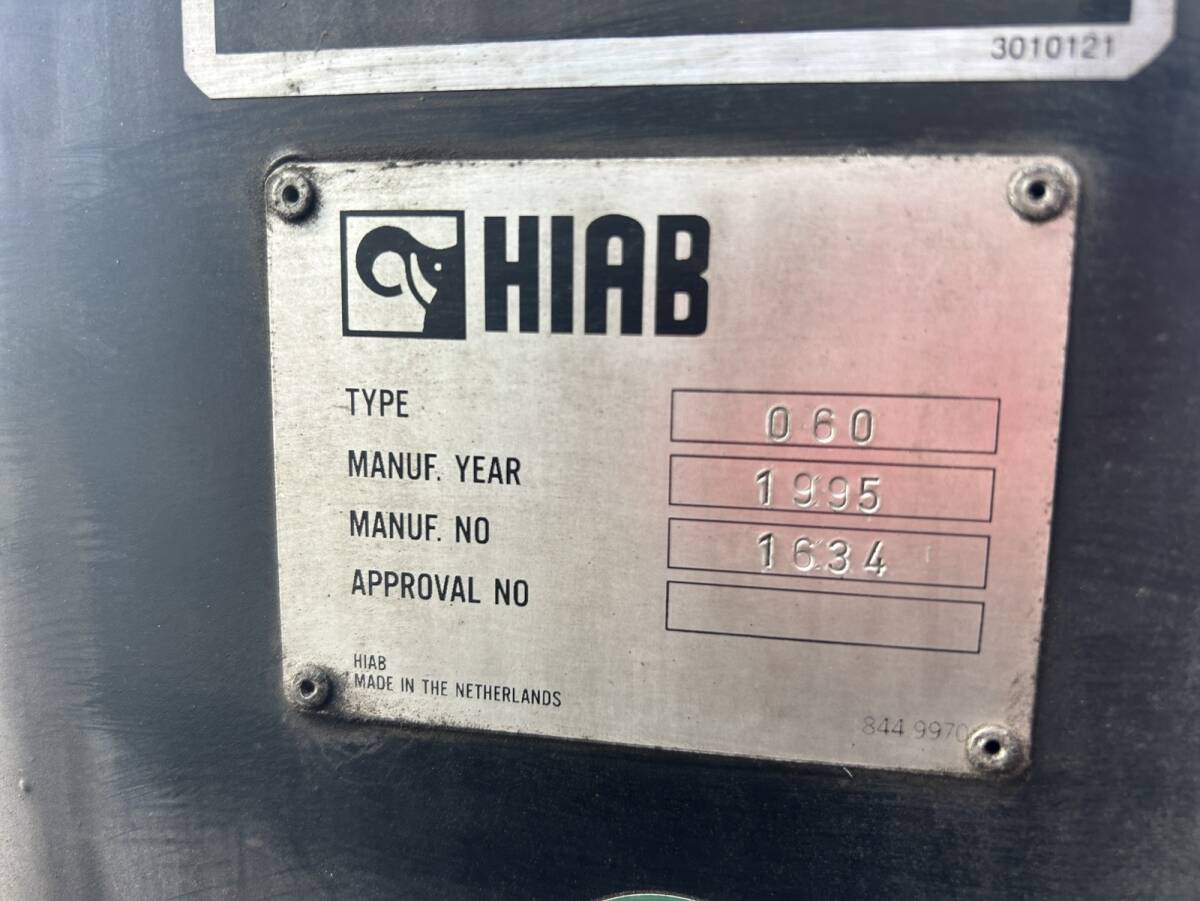 3010121
HIAB
TYPE 060
MANUF. YEAR 1995
MANUF. NO 1634
APPROVAL NO
HIAB
MADE IN THE NETHERLANDS
844 9970